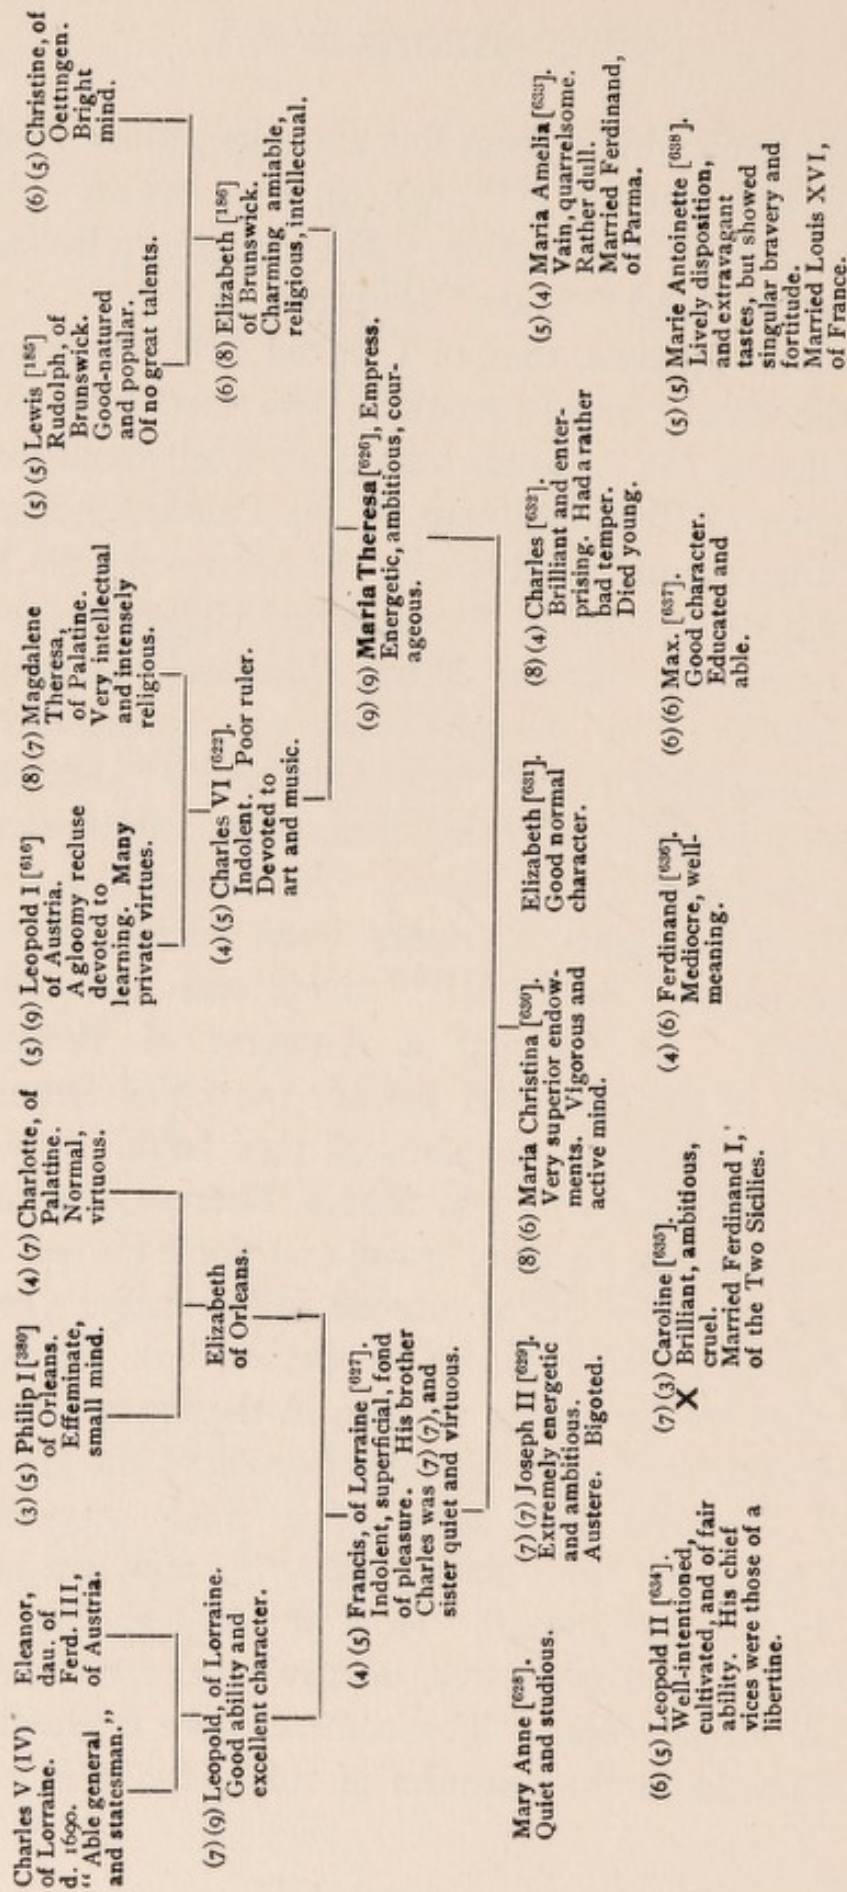 Charles V (IV)
of Lorraine.
d. 1690.
“ Able general
and statesman.”
Eleanor,
dau. of
Ferd. III,
of Austria.
(3) (5) Philip I [380]
of Orleans.
Effeminate,
small mind.
(4) (7) Charlotte, of
Palatine.
Normal,
virtuous.
(5) (9) Leopold I [616]
of Austria.
A gloomy recluse
devoted to
learning. Many
private virtues.
(8) (7) Magdalene
Theresa,
of Palatine.
Very intellectual
and intensely
religious.
(5) (5) Lewis [185]
Rudolph, of
Brunswick.
Good-natured
and popular.
Of no great talents.
(6) (5) Christine, of
Oettingen.
Bright
mind.
(7) (9) Leopold, of Lorraine.
Good ability and
excellent character.
Elizabeth
of Orleans.
(4) (5) Charles VI [622].
Indolent. Poor ruler.
Devoted to
art and music.
(6) (8) Elizabeth [186]
of Brunswick.
Charming amiable,
religious, intellectual.
(4) (5) Francis, of Lorraine [627].
Indolent, superficial, fond
of pleasure. His brother
Charles was (7) (7), and
sister quiet and virtuous.
(9) (9) Maria Theresa [626], Empress.
Energetic, ambitious, cour-
ageous.
Mary Anne [628].
Quiet and studious.
(7) (7) Joseph II [629].
Extremely energetic
and ambitious.
Austere. Bigoted.
(8) (6) Maria Christina [630].
Very superior endow-
ments. Vigorous and
active mind.
Elizabeth [631].
Good normal
character.
(8) (4) Charles [632].
Brilliant and enter-
prising. Had a rather
bad temper.
Died young.
(5) (4) Maria Amelia [633].
Vain, quarrelsome.
Rather dull.
Married Ferdinand,
of Parma.
(6) (5) Leopold II [634].
Well-intentioned,
cultivated, and of fair
ability. His chief
vices were those of a
libertine.
(7) (3) Caroline [635].
X Brilliant, ambitious,
cruel.
Married Ferdinand I,
of the Two Sicilies.
(4) (6) Ferdinand [636].
Mediocre, well-
meaning.
(6) (6) Max. [637].
Good character.
Educated and
able.
(5) (5) Marie Antoinette [638].
Lively disposition,
and extravagant
tastes, but showed
singular bravery and
fortitude.
Married Louis XVI,
of France.